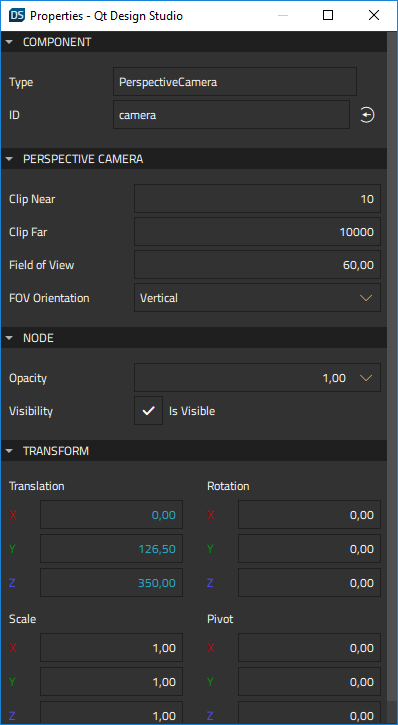 DS Properties - Qt Design Studio
COMPONENT
Type PerspectiveCamera
ID camera
PERSPECTIVE CAMERA
Clip Near 10
Clip Far 10000
Field of View 60,00
FOV Orientation Vertical
NODE
Opacity 1,00
Visibility Is Visible
TRANSFORM
Translation Rotation
X 0,00 X 0,00
Y 126,50 Y 0,00
Z 350,00 Z 0,00
Scale Pivot
X 1,00 X 0,00
Y 1,00 Y 0,00
Z 1,00 Z 0,00